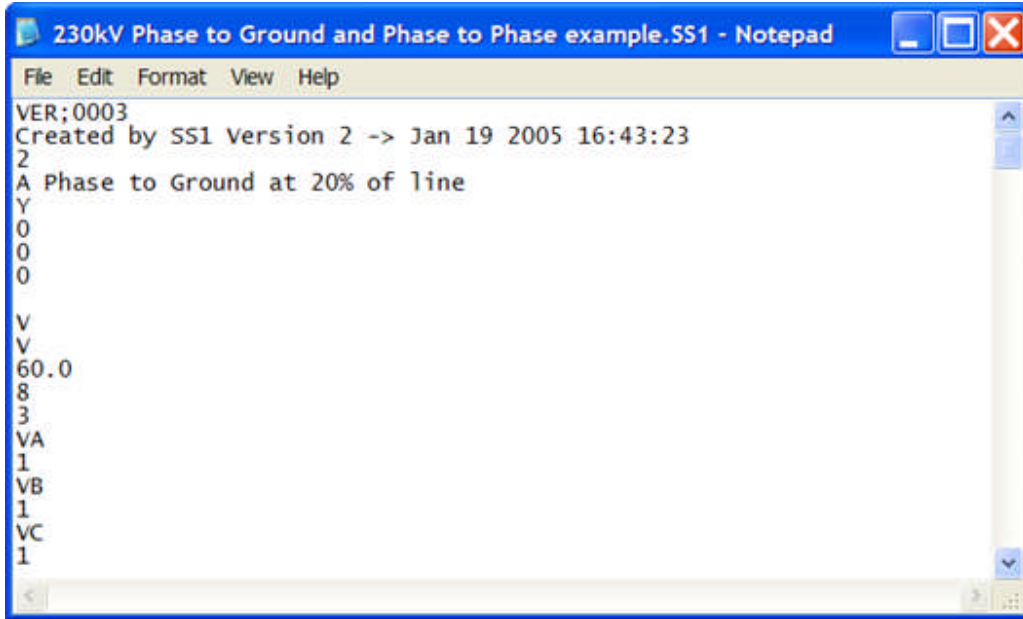 230kV Phase to Ground and Phase to Phase example.SS1 - Notepad
File Edit Format View Help
VER;0003
Created by SS1 Version 2 -> Jan 19 2005 16:43:23
2
A Phase to Ground at 20% of line
Y
0
0
0

V
V
60.0
8
3
VA
1
VB
1
VC
1